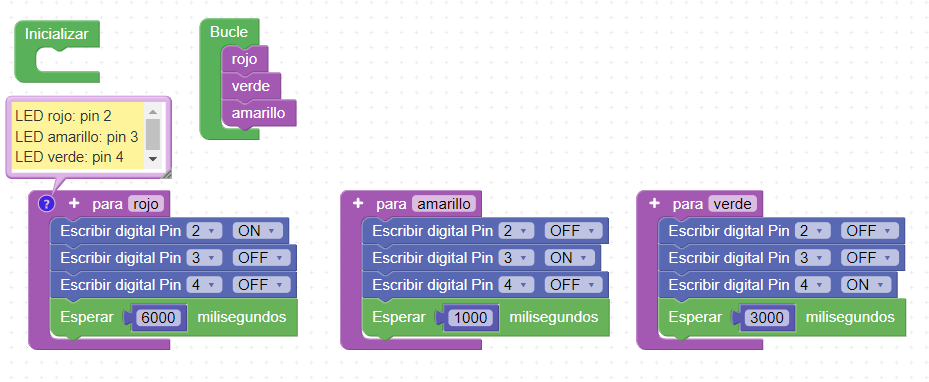 Inicializar
Bucle
rojo
verde
amarillo
LED rojo: pin 2
LED amarillo: pin 3
LED verde: pin 4
? + para rojo
Escribir digital Pin 2 ON
Escribir digital Pin 3 OFF
Escribir digital Pin 4 OFF
Esperar 6000 milisegundos
+ para amarillo
Escribir digital Pin 2 OFF
Escribir digital Pin 3 ON
Escribir digital Pin 4 OFF
Esperar 1000 milisegundos
+ para verde
Escribir digital Pin 2 OFF
Escribir digital Pin 3 OFF
Escribir digital Pin 4 ON
Esperar 3000 milisegundos